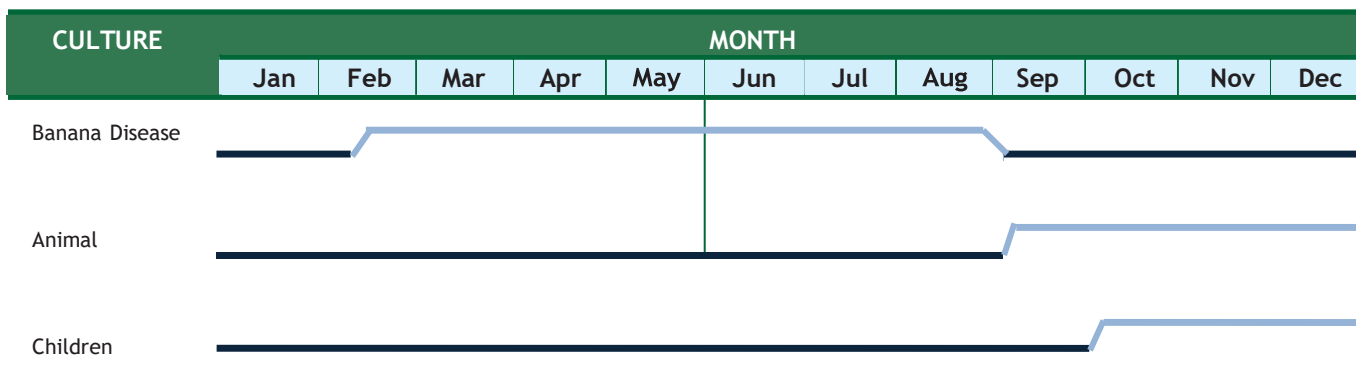 CULTURE MONTH
Jan Feb Mar Apr May Jun Jul Aug Sep Oct Nov Dec
Banana Disease
Animal
Children